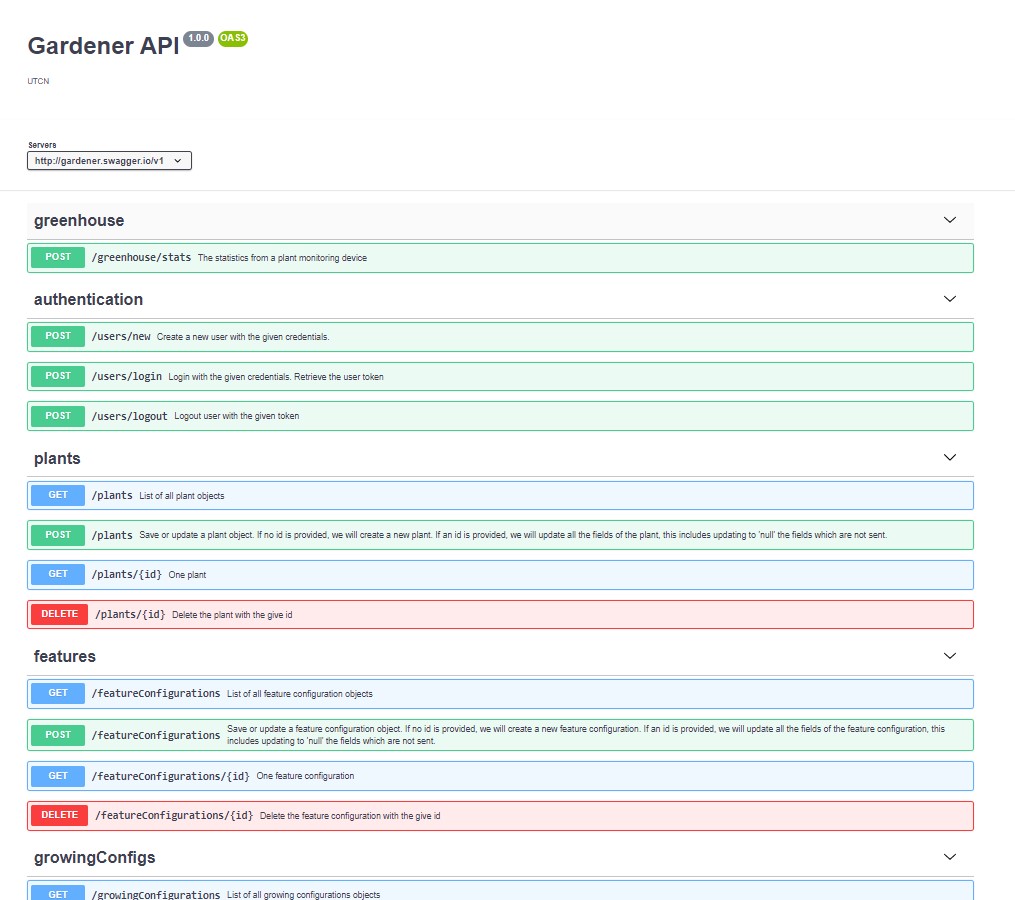 Gardener API 1.0.0 OAS3
UTCN
Servers
http://gardener.swagger.io/v1
greenhouse
POST /greenhouse/stats The statistics from a plant monitoring device
authentication
POST /users/new Create a new user with the given credentials.
POST /users/login Login with the given credentials. Retrieve the user token
POST /users/logout Logout user with the given token
plants
GET /plants List of all plant objects
POST /plants Save or update a plant object. If no id is provided, we will create a new plant. If an id is provided, we will update all the fields of the plant, this includes updating to 'null' the fields which are not sent.
GET /plants/{id} One plant
DELETE /plants/{id} Delete the plant with the give id
features
GET /featureConfigurations List of all feature configuration objects
POST /featureConfigurations Save or update a feature configuration object. If no id is provided, we will create a new feature configuration. If an id is provided, we will update all the fields of the feature configuration, this
includes updating to 'null' the fields which are not sent.
GET /featureConfigurations/{id} One feature configuration
DELETE /featureConfigurations/{id} Delete the feature configuration with the give id
growingConfigs
GET /growingConfigurations List of all growing configurations objects